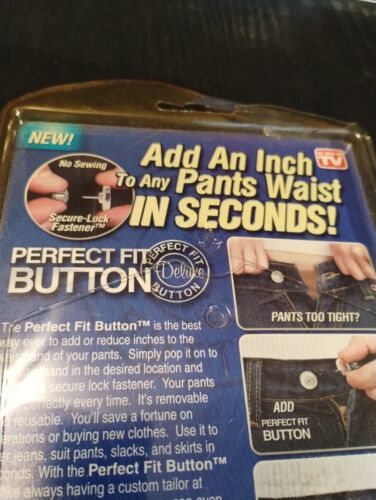 NEW!
Add An Inch
To Any Pants Waist
IN SECONDS!
AS SEEN ON
TV
No Sewing
Secure-Lock
Fastener™
PERFECT FIT
BUTTON
PERFECT FIT
Deluxe
BUTTON
PANTS TOO TIGHT?
ADD
PERFECT FIT
BUTTON
The Perfect Fit Button™ is the best
way ever to add or reduce inches to the
of your pants. Simply pop it on to
in the desired location and
secure lock fastener. Your pants
perfectly every time. It's removable
reusable. You'll save a fortune on
or buying new clothes. Use it to
jeans, suit pants, slacks, and skirts in
With the Perfect Fit Button™
like always having a custom tailor at